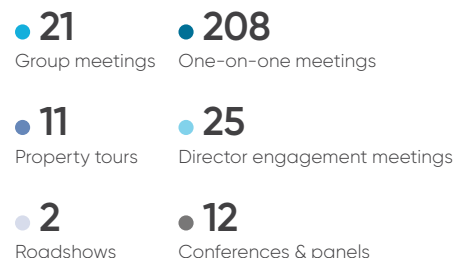 21 208
Group meetings One-on-one meetings
11 25
Property tours Director engagement meetings
2 12
Roadshows Conferences & panels